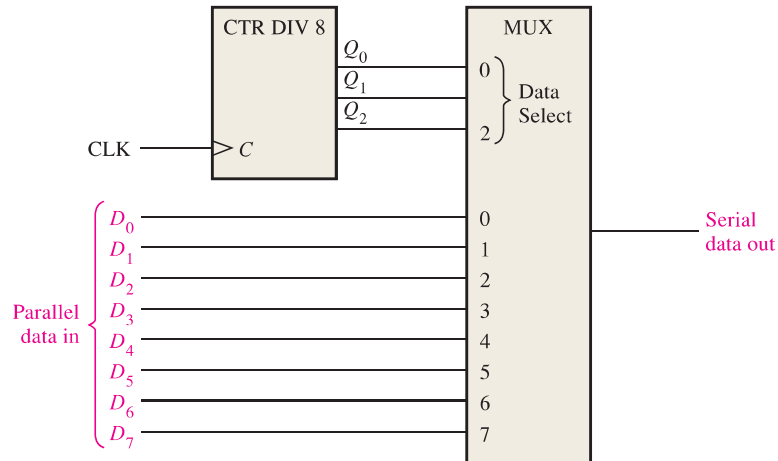 CTR DIV 8
MUX
Q0
0
Q1
Data
Select
Q2
2
CLK
C
D0
0
D1
1
D2
2
D3
3
D4
4
D5
5
D6
6
D7
7
Parallel
data in
Serial
data out